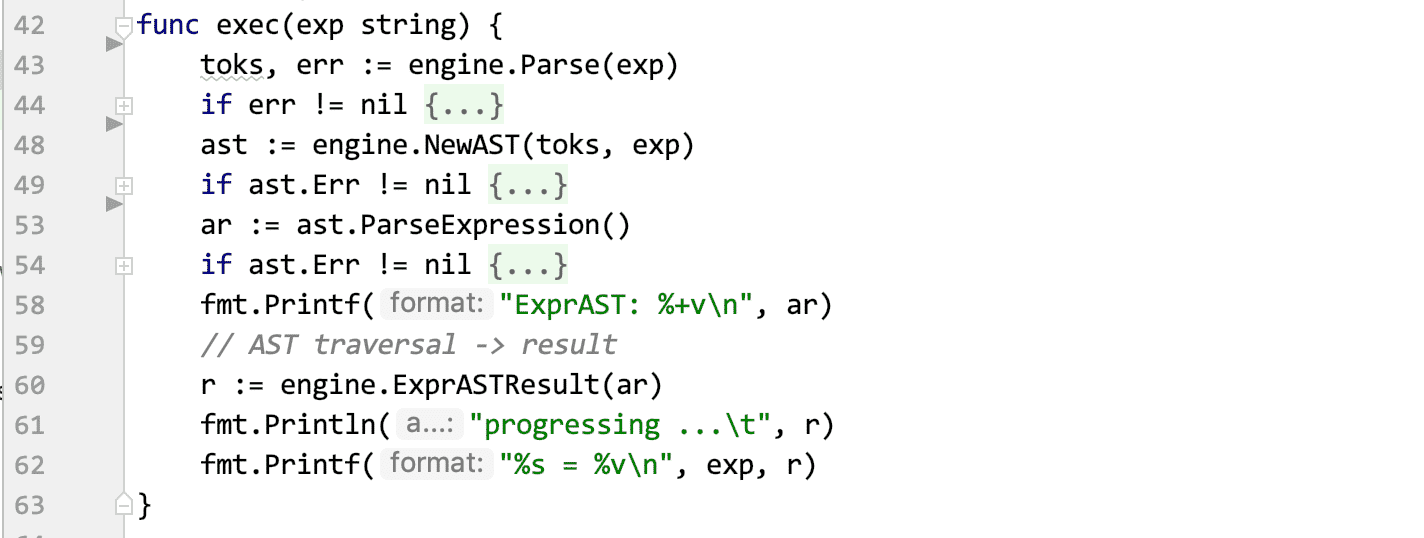 42 func exec(exp string) {
43 toks, err := engine.Parse(exp)
44 if err != nil {...}
48 ast := engine.NewAST(toks, exp)
49 if ast.Err != nil {...}
53 ar := ast.ParseExpression()
54 if ast.Err != nil {...}
58 fmt.Printf( format: "ExprAST: %+v\n", ar)
59 // AST traversal -> result
60 r := engine.ExprASTResult(ar)
61 fmt.Println( a...: "progressing ...\t", r)
62 fmt.Printf( format: "%s = %v\n", exp, r)
63 }